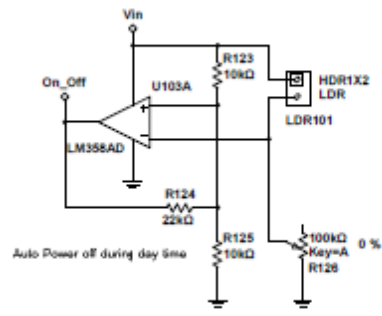 Vin
On_Off
U103A
R123
10kΩ
HDR1X2
LDR
LDR101
LM358AD
R124
22kΩ
R125
10kΩ
100kΩ
Key=A
R126
0 %
Auto Power off during day time